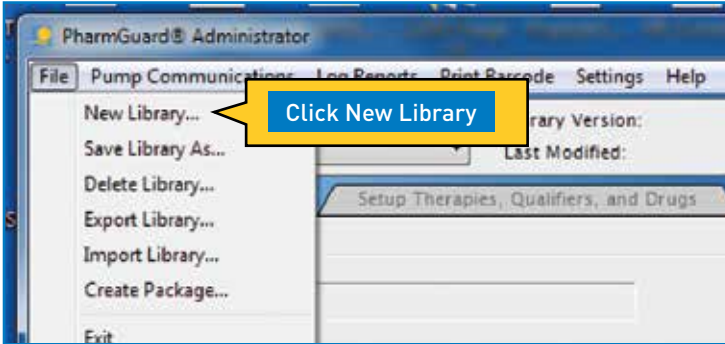 PharmGuard® Administrator
File Pump Communications Log Reports Print Barcode Settings Help
New Library...
Click New Library
Version:
Save Library As...
Last Modified:
Delete Library...
Setup Therapies, Qualifiers, and Drugs
Export Library...
Import Library...
Create Package...
Exit